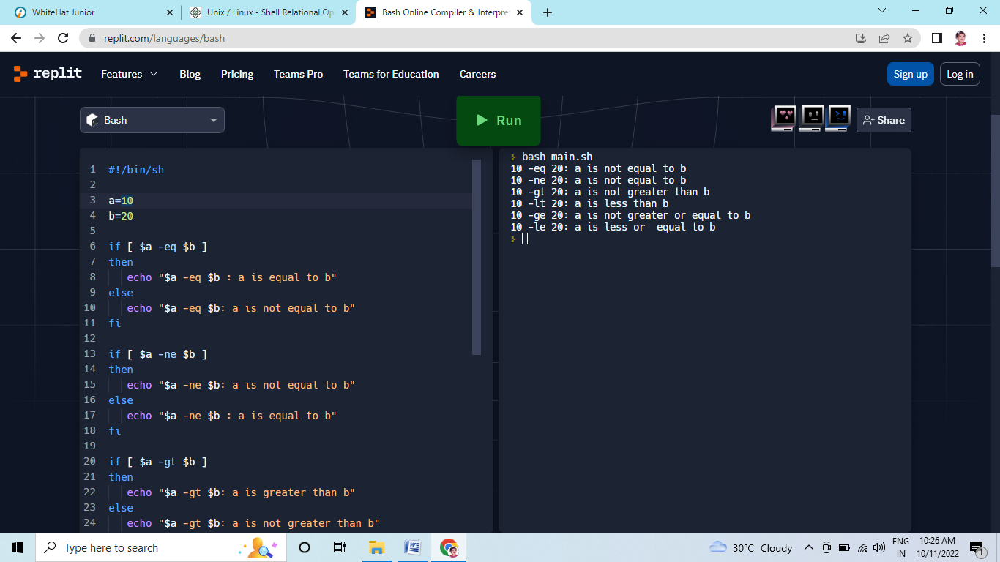 WhiteHat Junior
Unix / Linux - Shell Relational Op
Bash Online Compiler & Interpre
replit.com/languages/bash
replit
Features
Blog
Pricing
Teams Pro
Teams for Education
Careers
Sign up
Log in
Bash
Run
Share
1 #!/bin/sh
2
3 a=10
4 b=20
5
6 if [ $a -eq $b ]
7 then
8 echo "$a -eq $b : a is equal to b"
9 else
10 echo "$a -eq $b: a is not equal to b"
11 fi
12
13 if [ $a -ne $b ]
14 then
15 echo "$a -ne $b: a is not equal to b"
16 else
17 echo "$a -ne $b : a is equal to b"
18 fi
19
20 if [ $a -gt $b ]
21 then
22 echo "$a -gt $b: a is greater than b"
23 else
24 echo "$a -gt $b: a is not greater than b"
bash main.sh
10 -eq 20: a is not equal to b
10 -ne 20: a is not equal to b
10 -gt 20: a is not greater than b
10 -lt 20: a is less than b
10 -ge 20: a is not greater or equal to b
10 -le 20: a is less or  equal to b
Type here to search
30°C Cloudy
ENG
IN
10:26 AM
10/11/2022
1